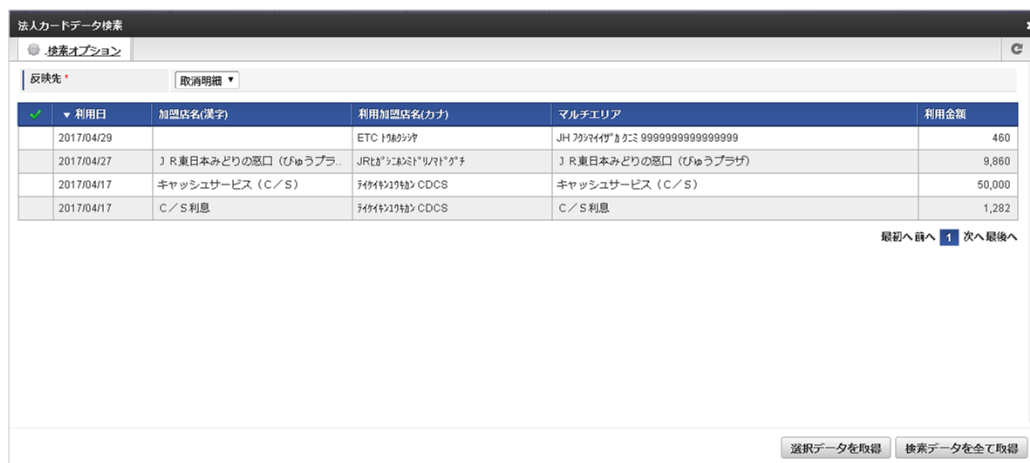 法人カードデータ検索
検索オプション
反映先* 取消明細 ▼
✓ ▼ 利用日 加盟店名(漢字) 利用加盟店名(カナ) マルチエリア 利用金額
2017/04/29 ETC ﾄｳﾎｸｼｼﾔ JH ﾌｸｼﾏｲｲｻﾞｶ ｸﾆﾐ 9999999999999999 460
2017/04/27 ＪＲ東日本みどりの窓口（びゅうプラ.. JRﾋｶﾞｼﾆﾎﾝﾐﾄﾞﾘﾉﾏﾄﾞｸﾞﾁ ＪＲ東日本みどりの窓口（びゅうプラザ） 9,860
2017/04/17 キャッシュサービス（Ｃ／Ｓ） ﾃｲｹｲｷﾝﾕｳｷｶﾝ CDCS キャッシュサービス（Ｃ／Ｓ） 50,000
2017/04/17 Ｃ／Ｓ利息 ﾃｲｹｲｷﾝﾕｳｷｶﾝ CDCS Ｃ／Ｓ利息 1,282
最初へ 前へ 1 次へ 最後へ
選択データを取得 検索データを全て取得